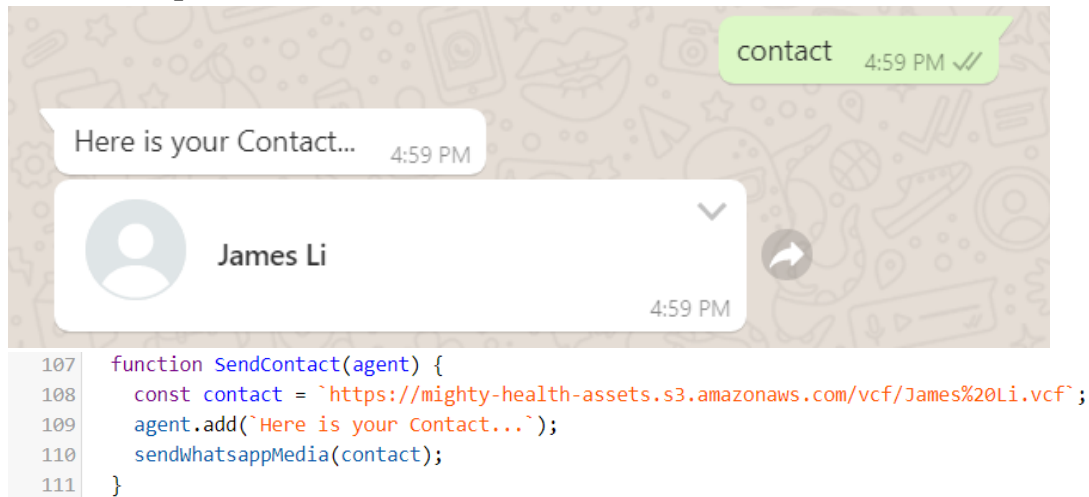 contact 4:59 PM
Here is your Contact... 4:59 PM
James Li
4:59 PM
107 function SendContact(agent) {
108 const contact = `https://mighty-health-assets.s3.amazonaws.com/vcf/James%20Li.vcf`;
109 agent.add(`Here is your Contact...`);
110 sendWhatsappMedia(contact);
111 }